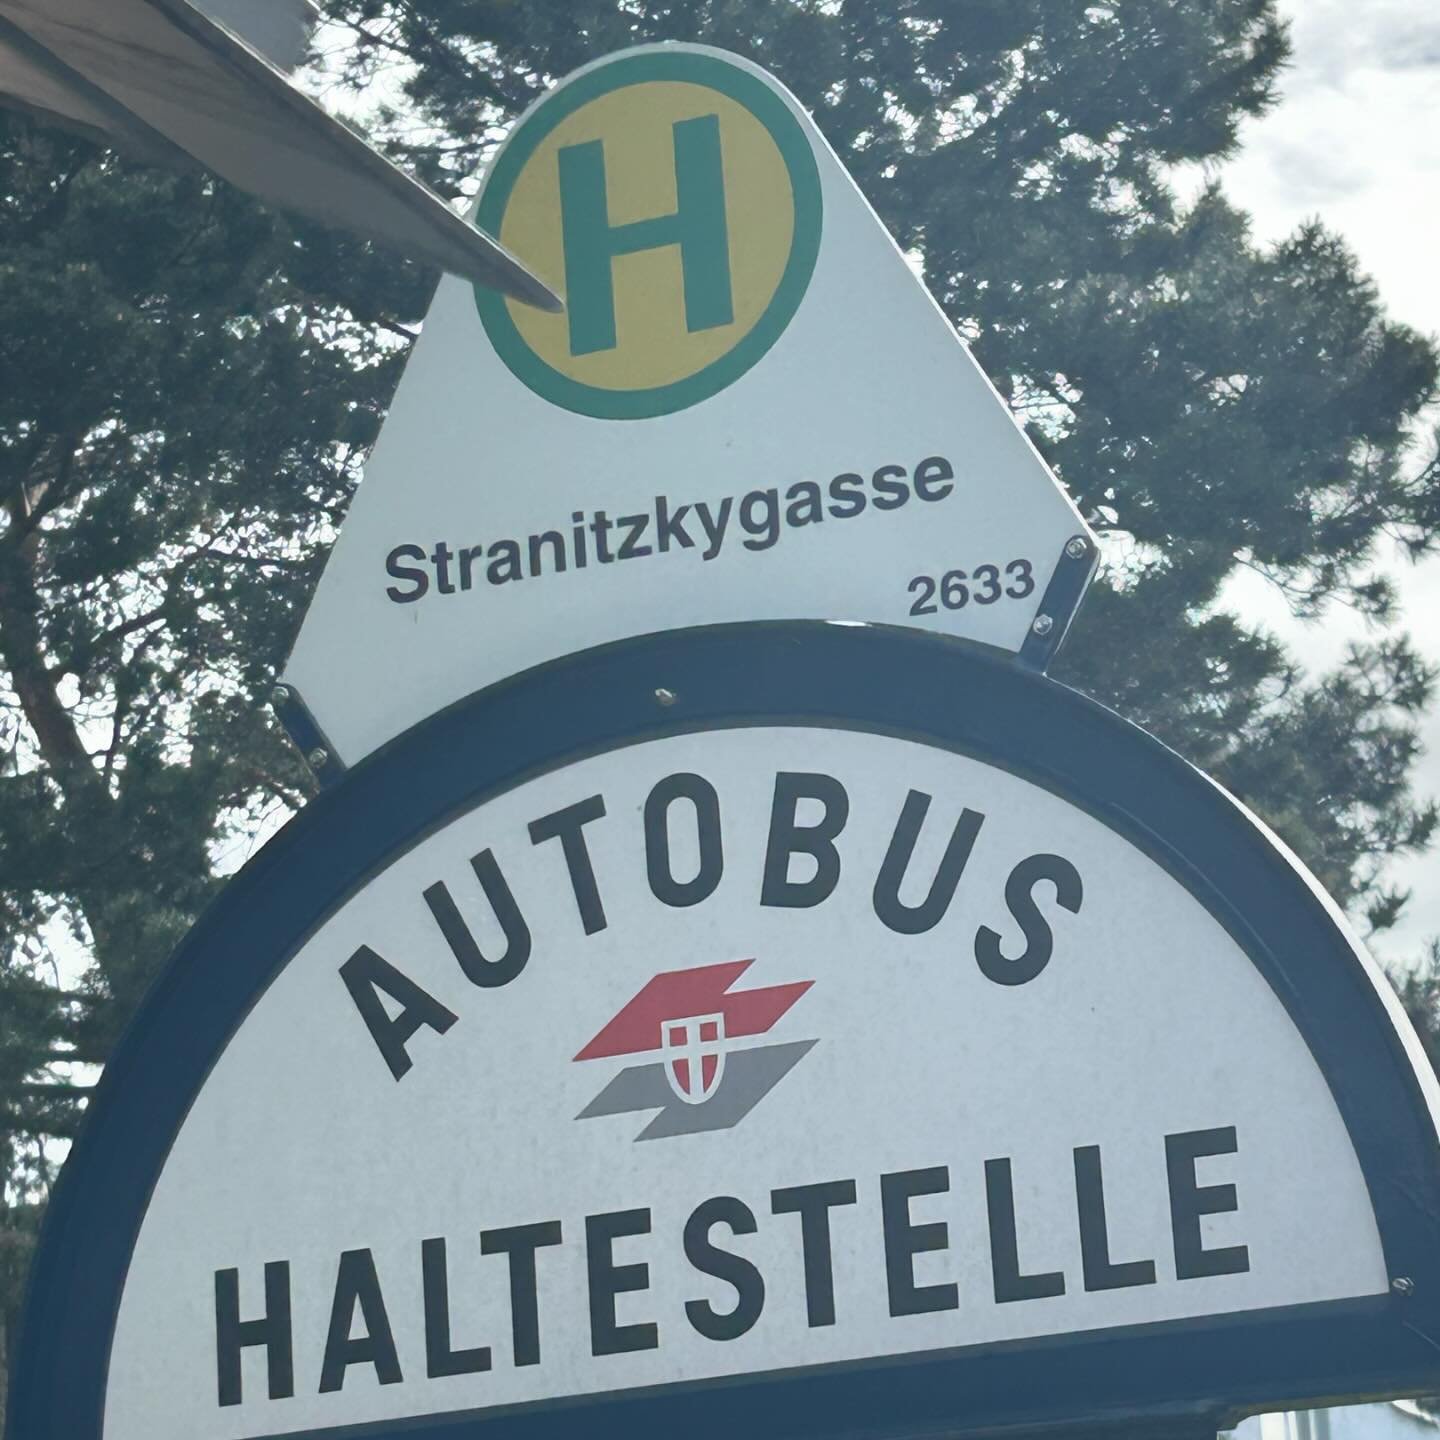 H
Stranitzkygasse
2633
AUTOBUS
HALTESTELLE